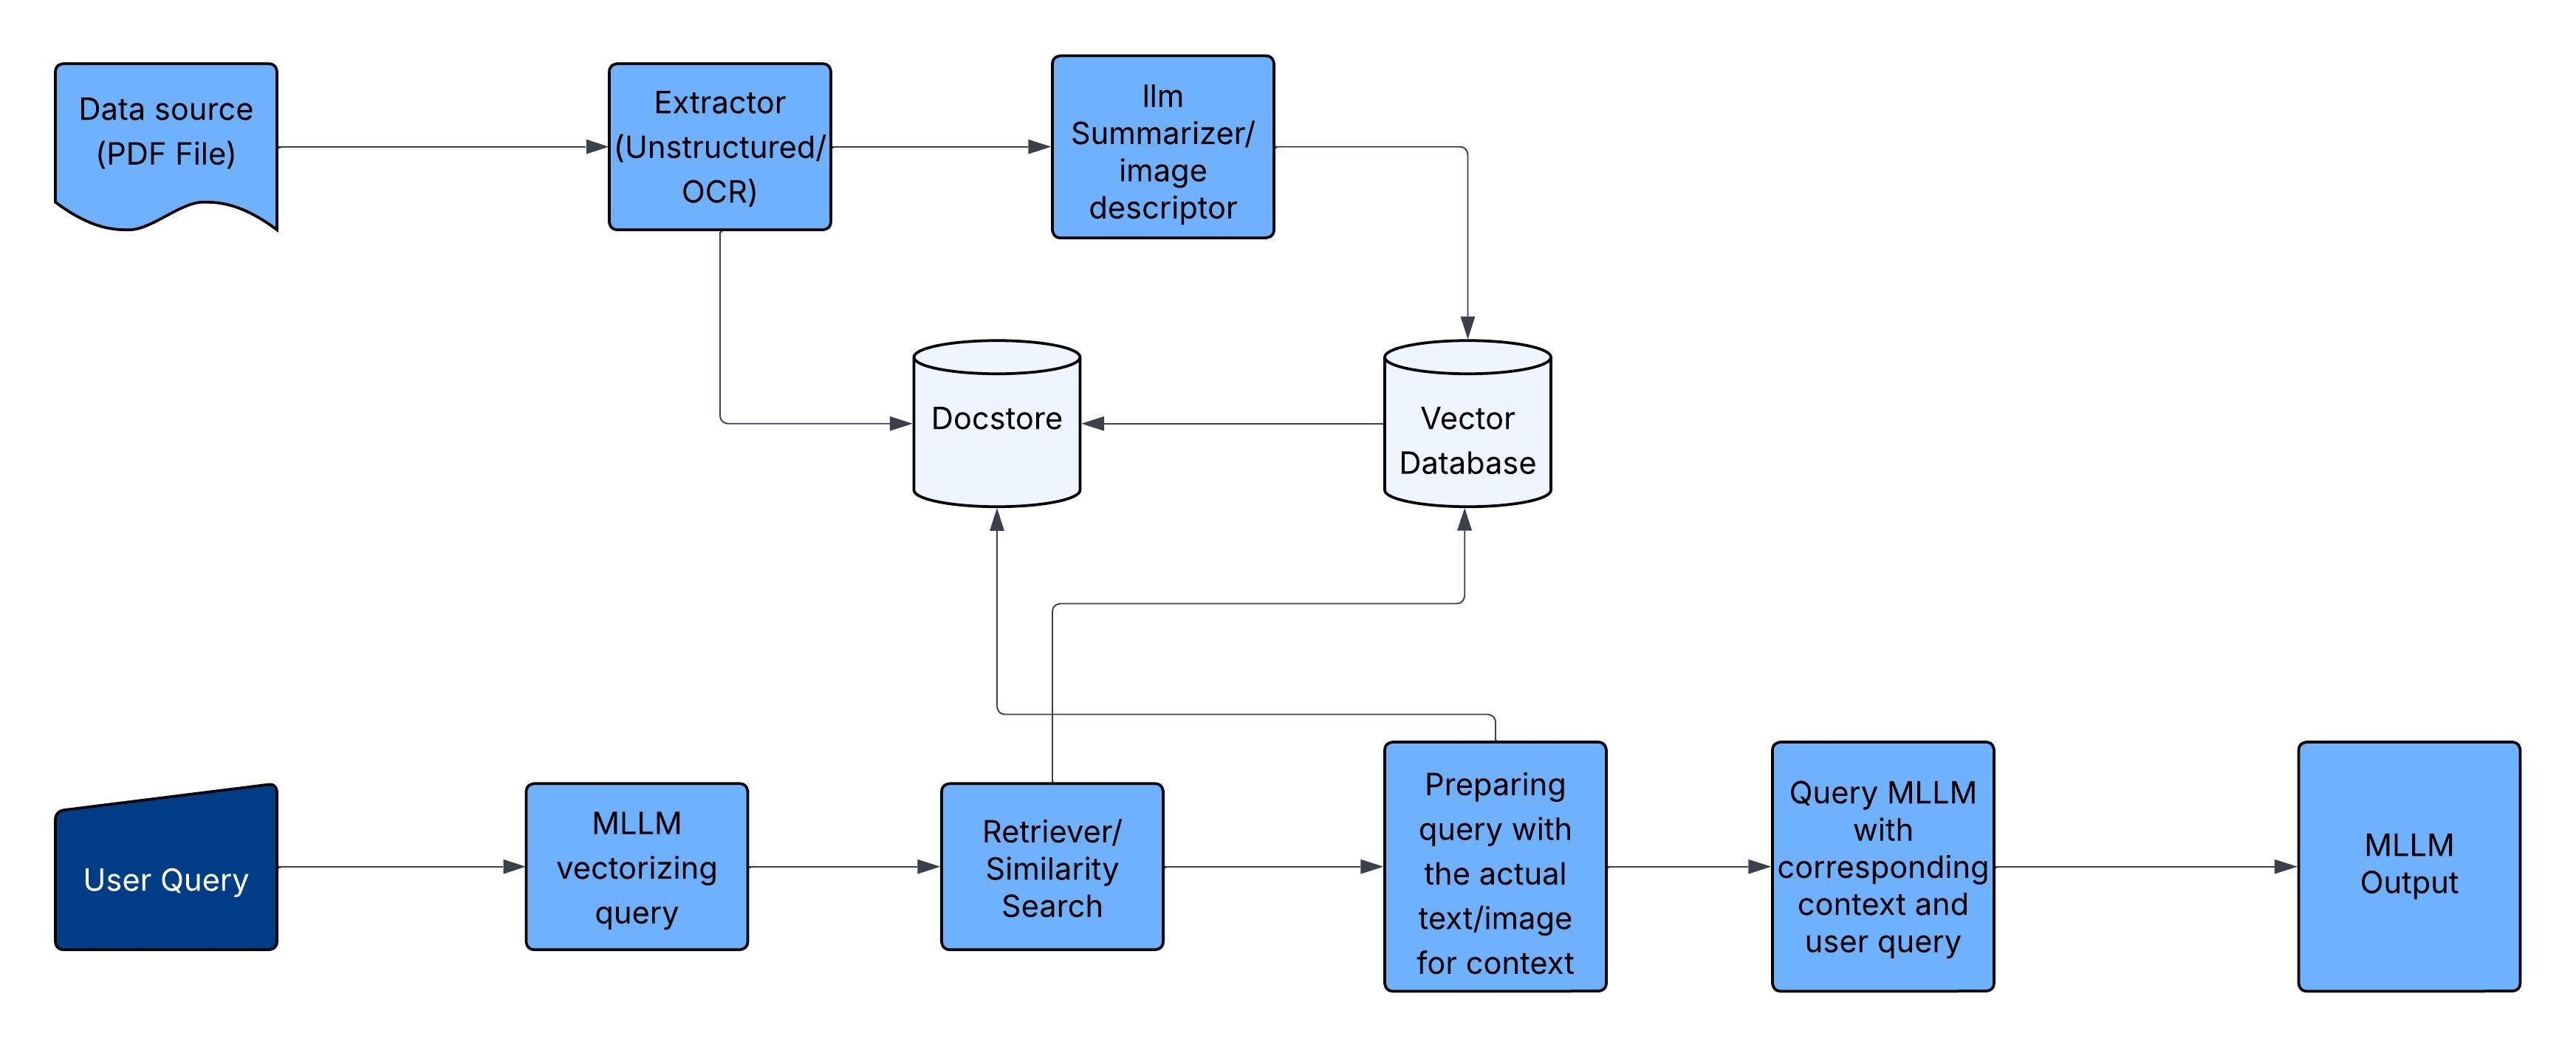 Data source
(PDF File)
Extractor
(Unstructured/
OCR)
llm
Summarizer/
image
descriptor
Docstore
Vector
Database
User Query
MLLM
vectorizing
query
Retriever/
Similarity
Search
Preparing
query with
the actual
text/image
for context
Query MLLM
with
corresponding
context and
user query
MLLM
Output